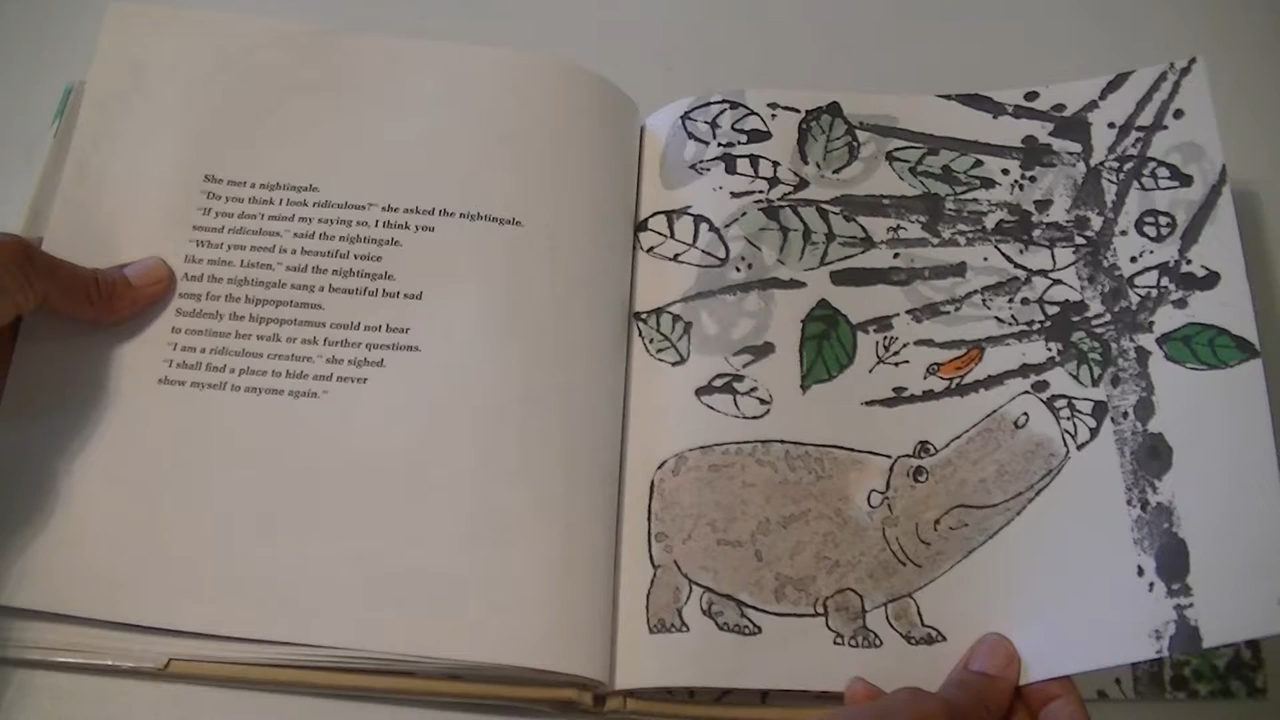 She met a nightingale.
"Do you think I look ridiculous?" she asked the nightingale.
"If you don't mind my saying so, I think you
sound ridiculous," said the nightingale.
"What you need is a beautiful voice
like mine. Listen," said the nightingale.
And the nightingale sang a beautiful but sad
song for the hippopotamus.
Suddenly the hippopotamus could not bear
to continue her walk or ask further questions.
"I am a ridiculous creature," she sighed.
"I shall find a place to hide and never
show myself to anyone again."